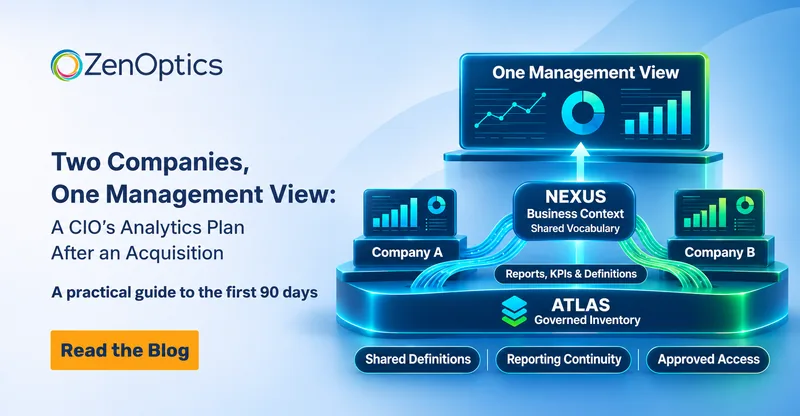 ZenOptics
Two Companies,
One Management View:
A CIO's Analytics Plan
After an Acquisition
A practical guide to the first 90 days
Read the Blog
One Management View
NEXUS
Business Context
Shared Vocabulary
Company A
Company B
Reports, KPIs & Definitions
ATLAS
Governed Inventory
Shared Definitions
Reporting Continuity
Approved Access